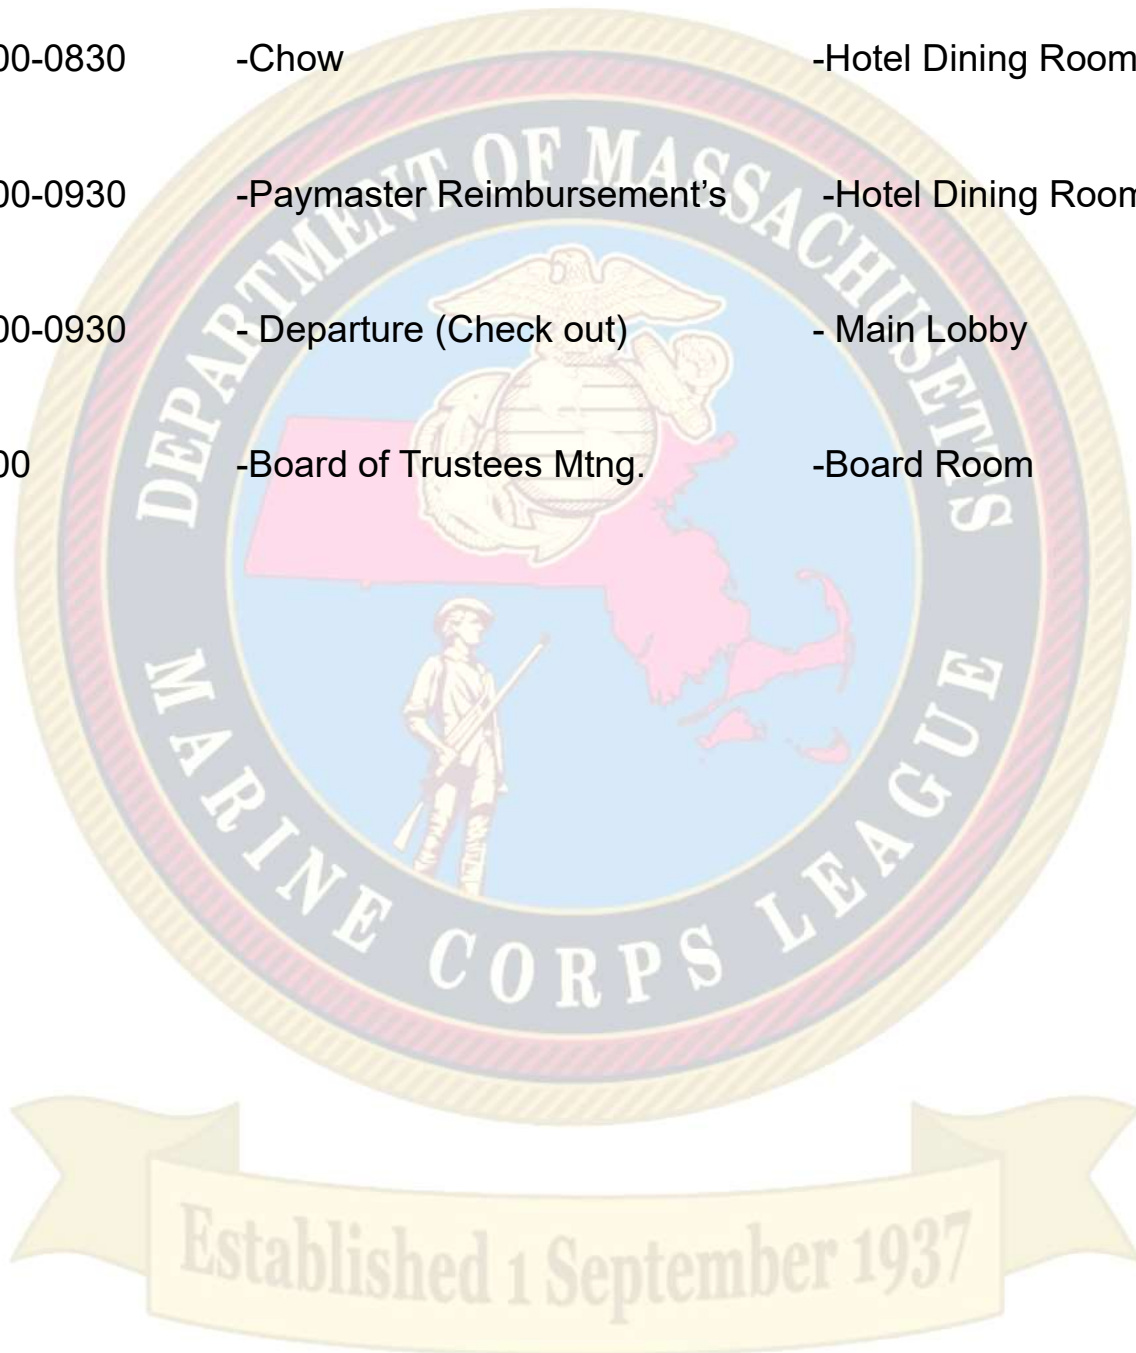 00-0830 -Chow -Hotel Dining Room
00-0930 -Paymaster Reimbursement’s -Hotel Dining Room
00-0930 - Departure (Check out) - Main Lobby
00 -Board of Trustees Mtng. -Board Room
DEPARTMENT OF MASSACHUSETTS
MARINE CORPS LEAGUE
Established 1 September 1937